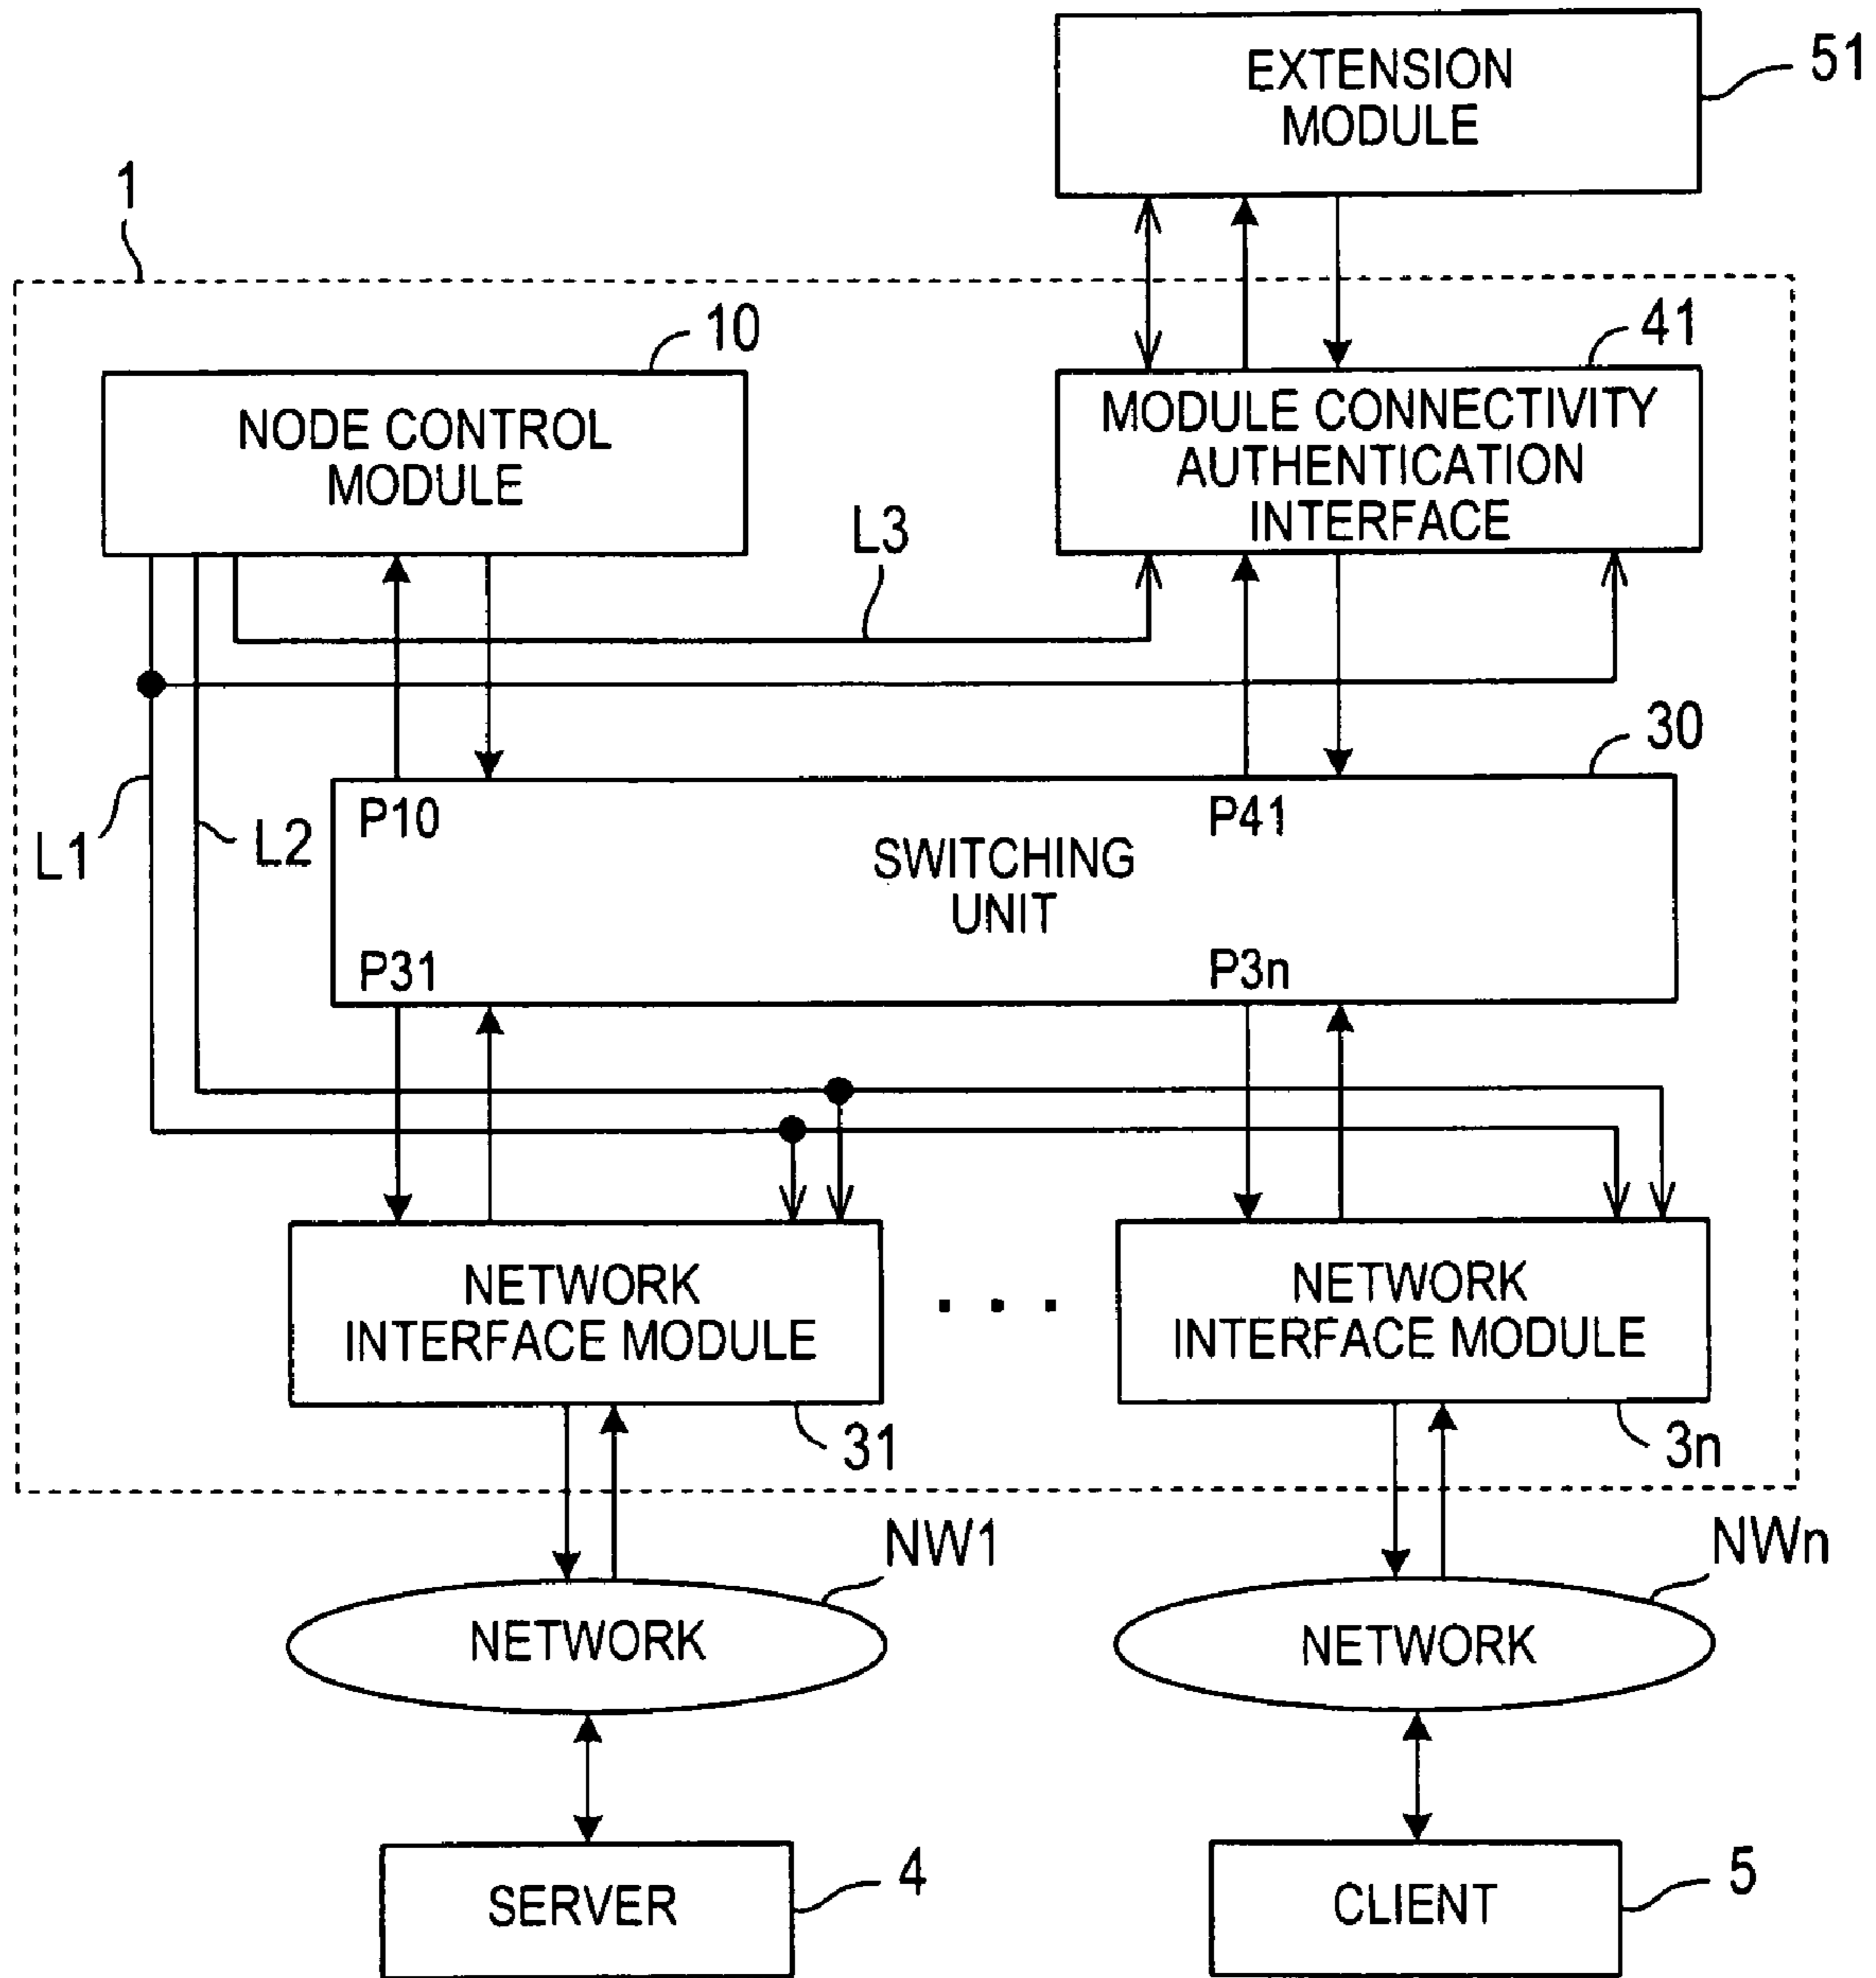 EXTENSION
MODULE
51
1
10
41
NODE CONTROL
MODULE
MODULE CONNECTIVITY
AUTHENTICATION
INTERFACE
L3
30
P10
P41
L1
L2
SWITCHING
UNIT
P31
P3n
NETWORK
INTERFACE MODULE
. . .
NETWORK
INTERFACE MODULE
31
3n
NW1
NWn
NETWORK
NETWORK
SERVER
4
CLIENT
5